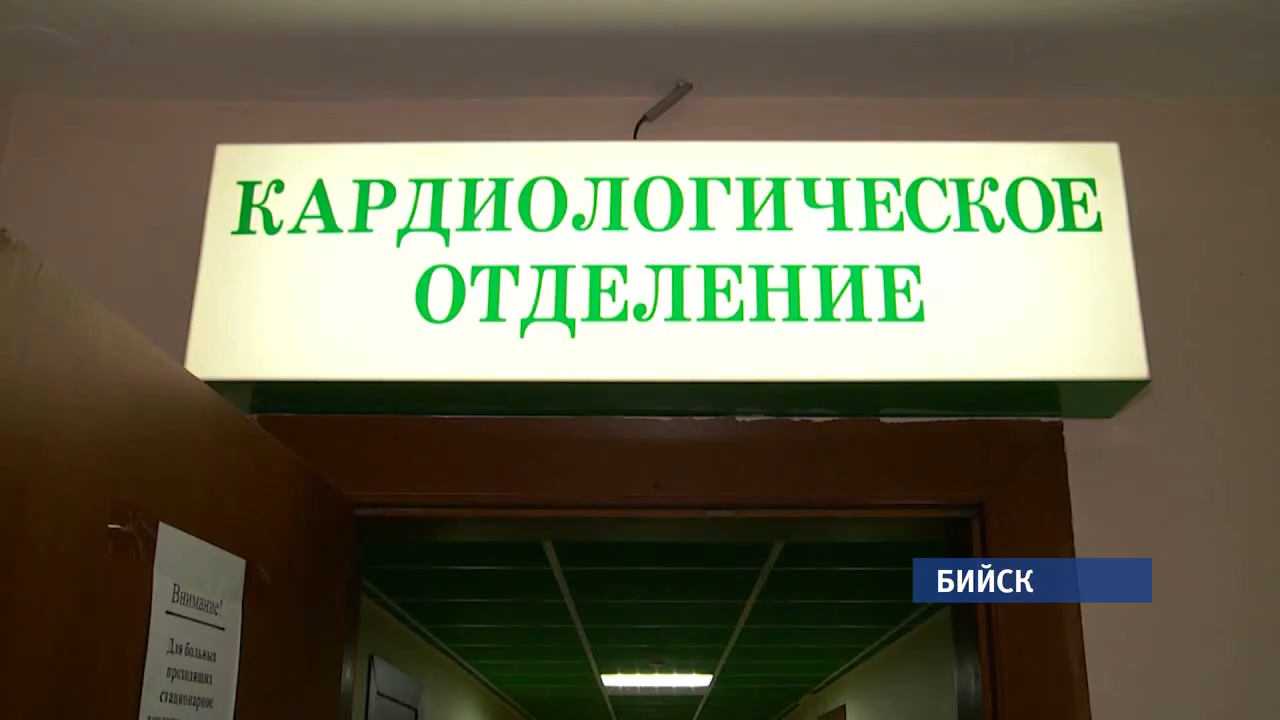 КАРДИОЛОГИЧЕСКОЕ
ОТДЕЛЕНИЕ
БИЙСК
Внимание!
Для больных
проходящих
стационарное